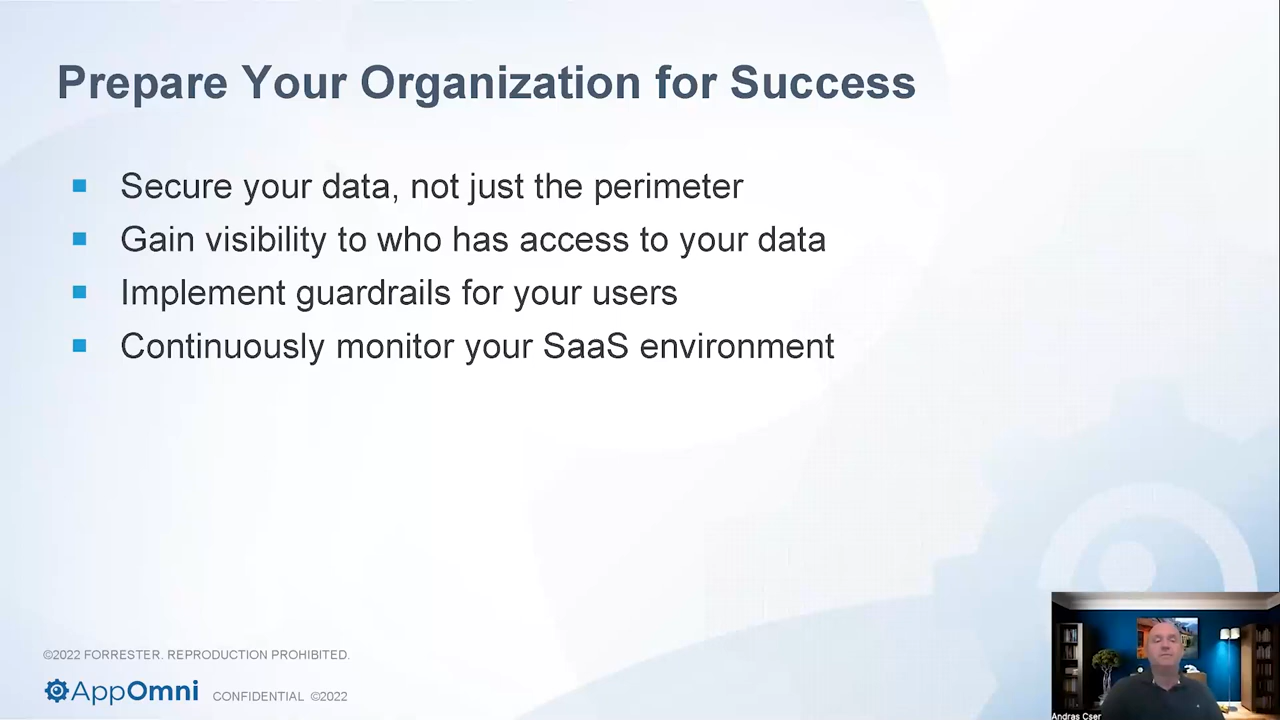 Prepare Your Organization for Success
Secure your data, not just the perimeter
Gain visibility to who has access to your data
Implement guardrails for your users
Continuously monitor your SaaS environment
©2022 FORRESTER. REPRODUCTION PROHIBITED.
AppOmni CONFIDENTIAL ©2022
Andras Cser